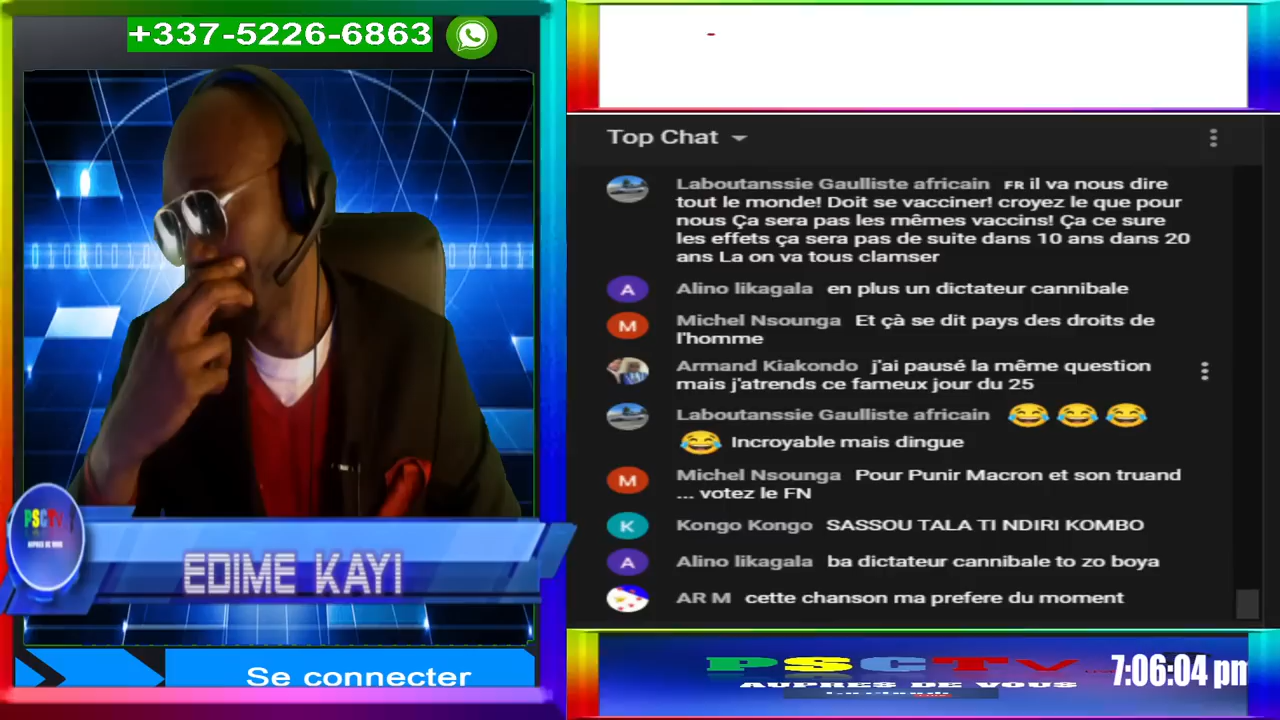 +337-5226-6863
PSCTV
AUPRES DE VOUS
EDIME KAYI
Se connecter
Top Chat
Laboutanssie Gaulliste africain FR il va nous dire
tout le monde! Doit se vacciner! croyez le que pour
nous Ça sera pas les mêmes vaccins! Ça ce sure
les effets ça sera pas de suite dans 10 ans dans 20
ans La on va tous clamser
A
Alino likagala en plus un dictateur cannibale
M
Michel Nsounga Et çà se dit pays des droits de
l'homme
Armand Kiakondo j'ai pausé la même question
mais j'atrends ce fameux jour du 25
Laboutanssie Gaulliste africain 😂 😂 😂
😂 Incroyable mais dingue
M
Michel Nsounga Pour Punir Macron et son truand
... votez le FN
K
Kongo Kongo SASSOU TALA TI NDIRI KOMBO
A
Alino likagala ba dictateur cannibale to zo boya
AR M cette chanson ma prefere du moment
PSCTV
AUPRES DE VOUS
7:06:04 pm